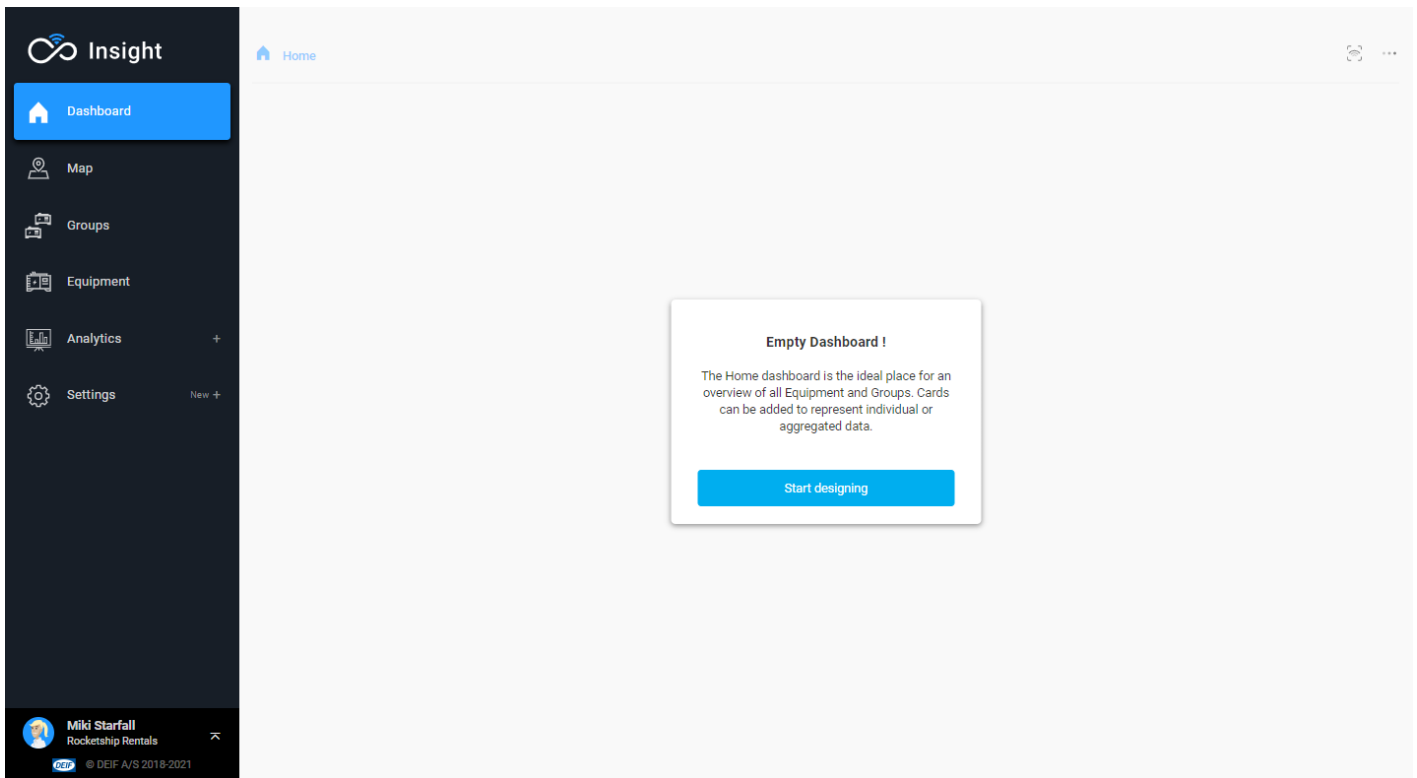 Insight
Home
Dashboard
Map
Groups
Equipment
Analytics +
Settings New +
Empty Dashboard !
The Home dashboard is the ideal place for an
overview of all Equipment and Groups. Cards
can be added to represent individual or
aggregated data.
Start designing
Miki Starfall
Rocketship Rentals
DEIF © DEIF A/S 2018-2021